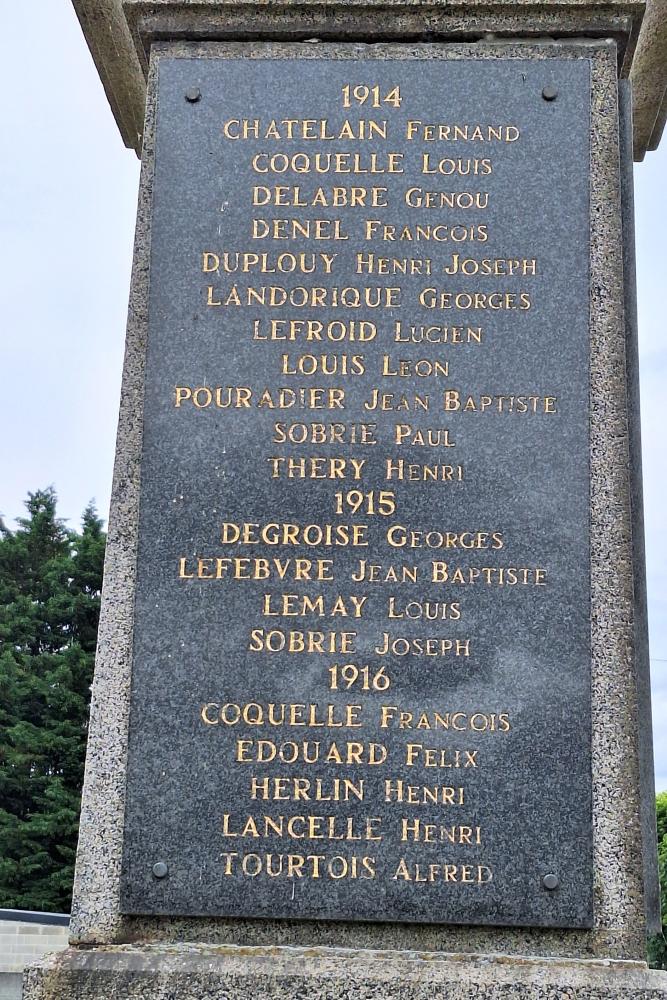 1914
CHATELAIN FERNAND
COQUELLE LOUIS
DELABRE GENOU
DENEL FRANCOIS
DUPLOUY HENRI JOSEPH
LANDORIQUE GEORGES
LEFROID LUCIEN
LOUIS LEON
POURADIER JEAN BAPTISTE
SOBRIE PAUL
THERY HENRI
1915
DEGROISE GEORGES
LEFEBVRE JEAN BAPTISTE
LEMAY LOUIS
SOBRIE JOSEPH
1916
COQUELLE FRANCOIS
EDOUARD FELIX
HERLIN HENRI
LANCELLE HENRI
TOURTOIS ALFRED